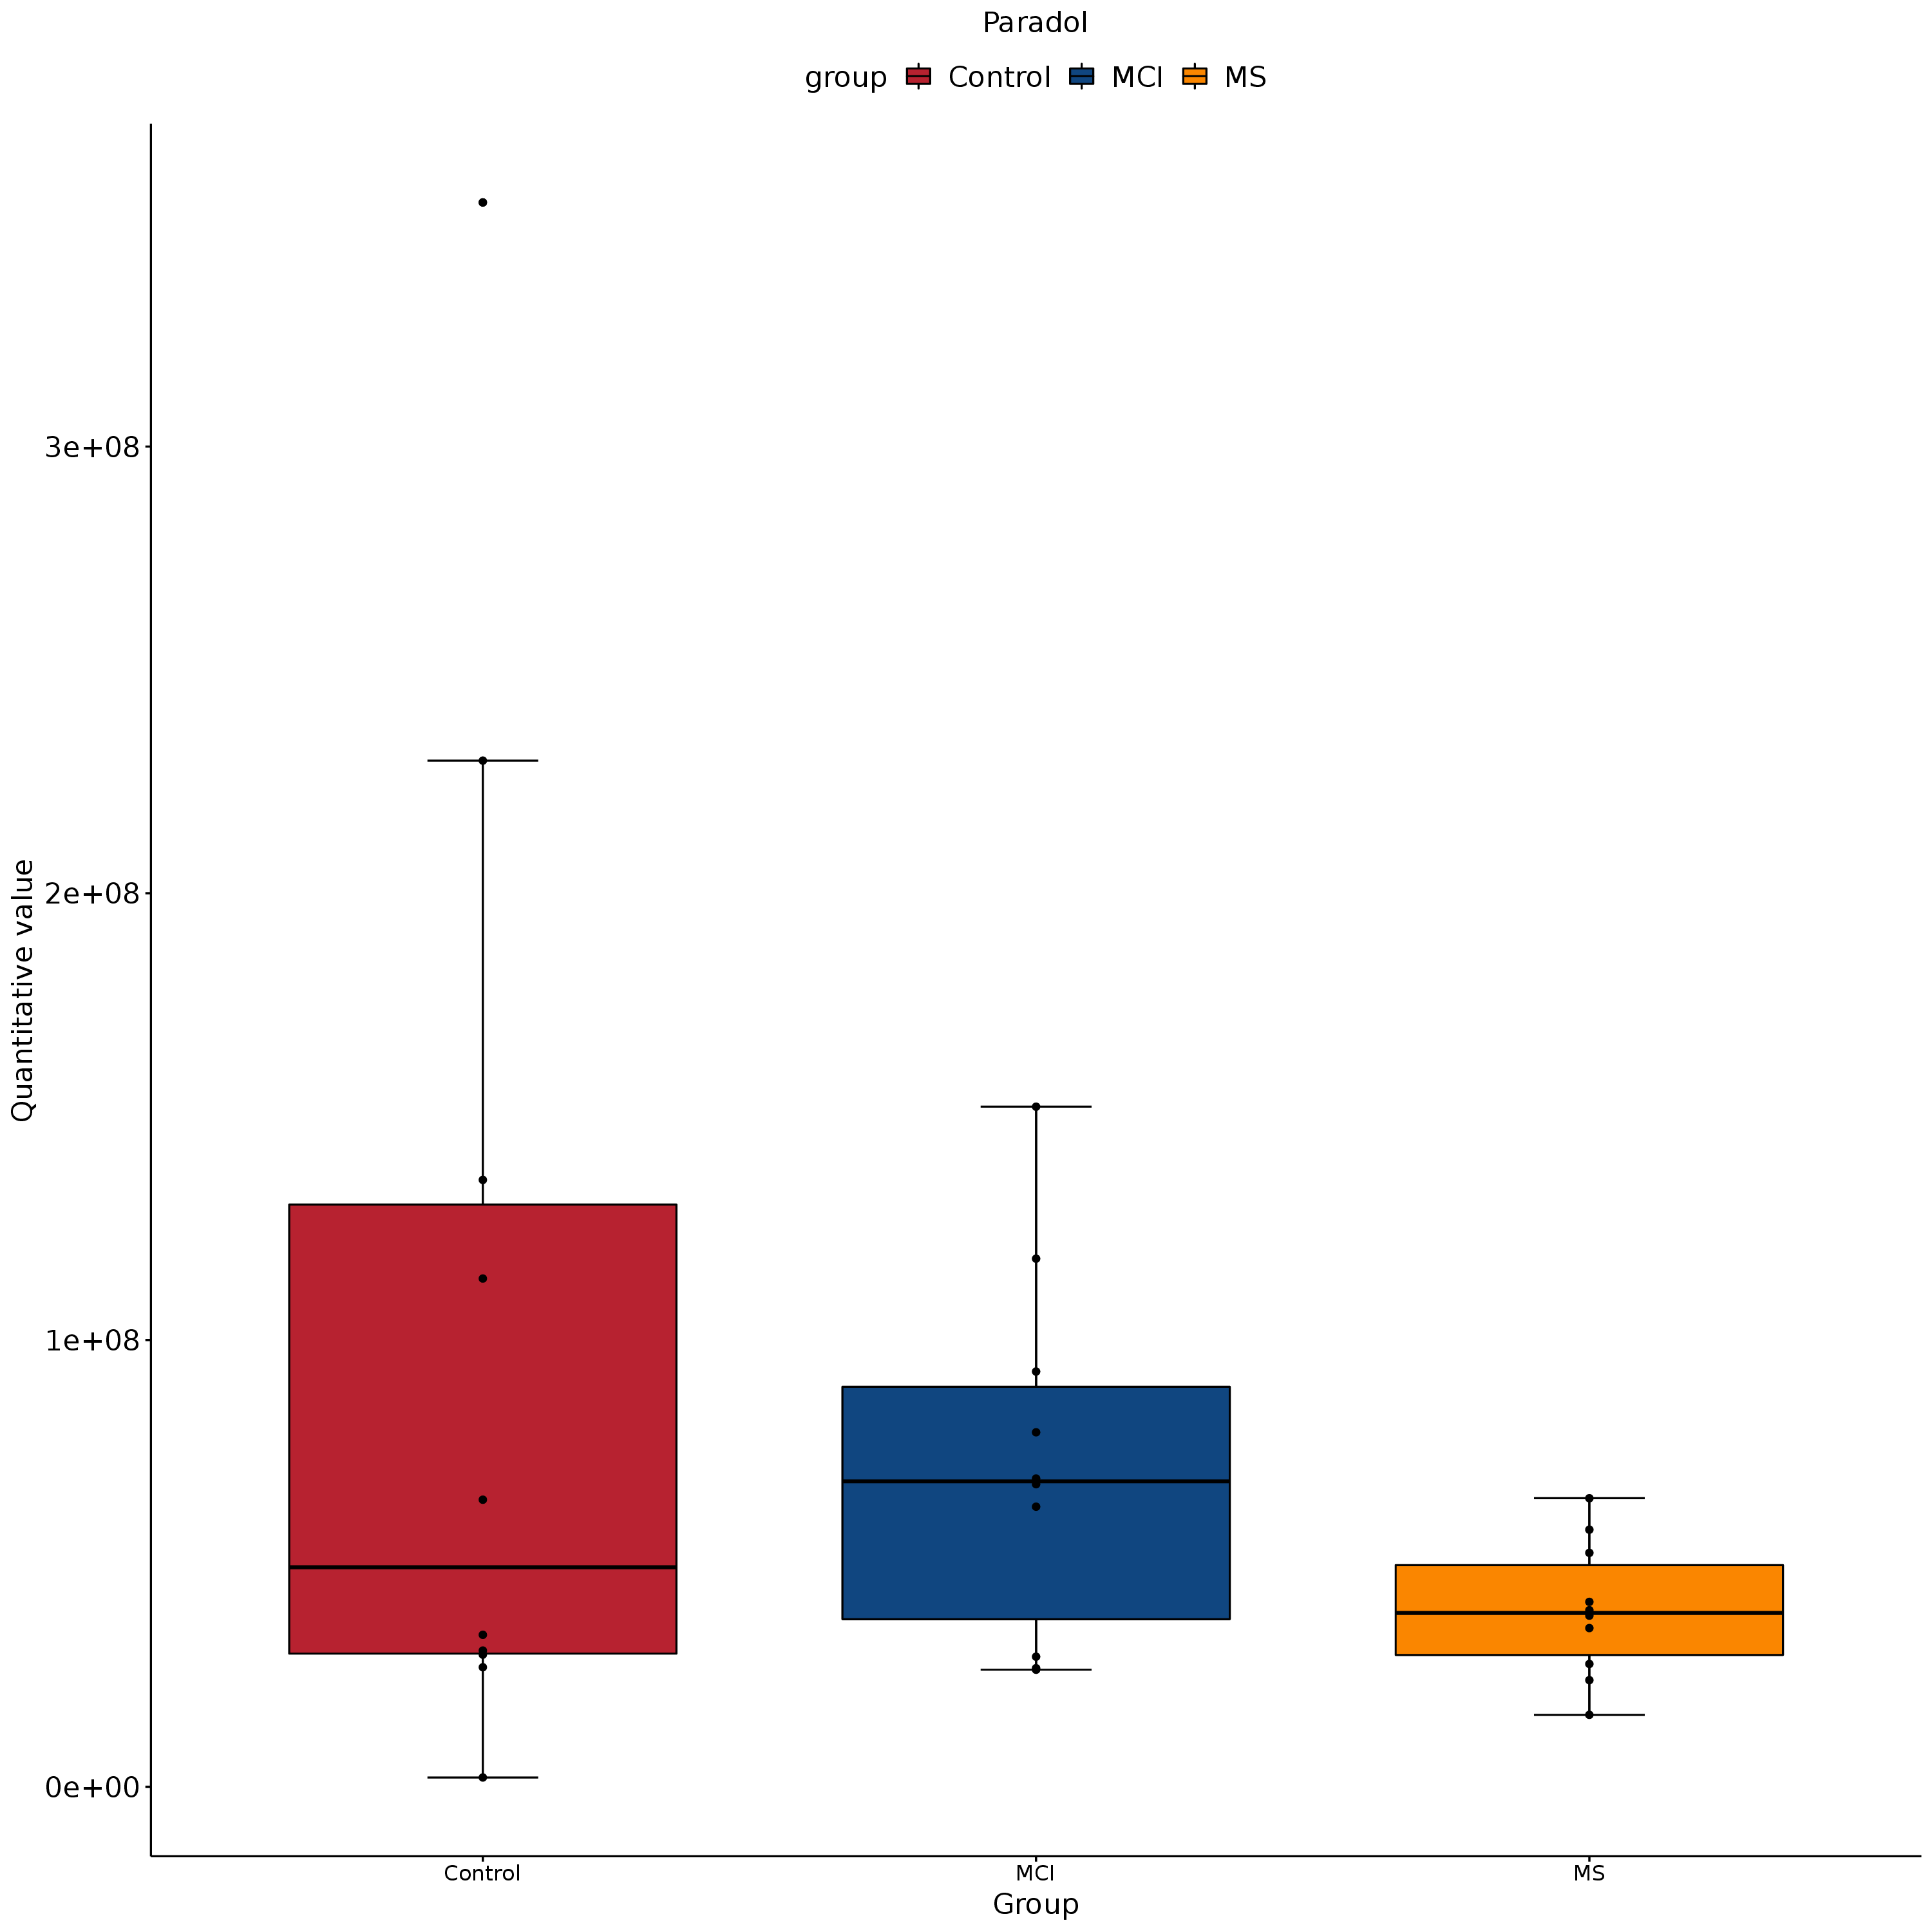 Paradol
group Control MCI MS
Quantitative value
3e+08
2e+08
1e+08
0e+00
Control MCI MS
Group